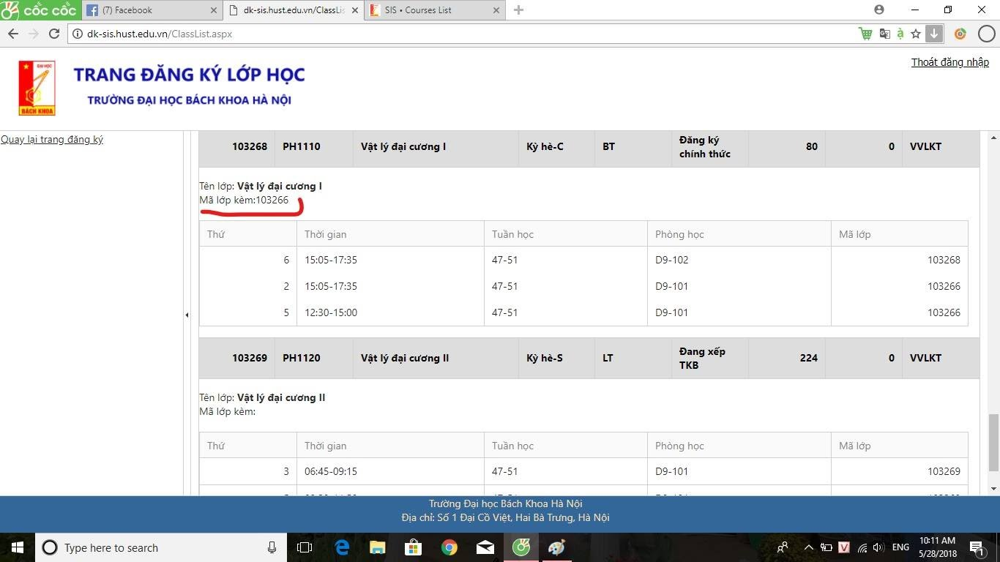 cốc cốc
(7) Facebook
dk-sis.hust.edu.vn/ClassLis
SIS • Courses List
dk-sis.hust.edu.vn/ClassList.aspx
ĐẠI HỌC
BÁCH KHOA
TRANG ĐĂNG KÝ LỚP HỌC
TRƯỜNG ĐẠI HỌC BÁCH KHOA HÀ NỘI
Thoát đăng nhập
Quay lại trang đăng ký
103268 PH1110 Vật lý đại cương I Kỳ hè-C BT Đăng ký chính thức 80 0 VVLKT
Tên lớp: Vật lý đại cương I
Mã lớp kèm:103266
Thứ Thời gian Tuần học Phòng học Mã lớp
6 15:05-17:35 47-51 D9-102 103268
2 15:05-17:35 47-51 D9-101 103266
5 12:30-15:00 47-51 D9-101 103266
103269 PH1120 Vật lý đại cương II Kỳ hè-S LT Đang xếp TKB 224 0 VVLKT
Tên lớp: Vật lý đại cương II
Mã lớp kèm:
Thứ Thời gian Tuần học Phòng học Mã lớp
3 06:45-09:15 47-51 D9-101 103269
Trường Đại học Bách Khoa Hà Nội
Địa chỉ: Số 1 Đại Cồ Việt, Hai Bà Trưng, Hà Nội
Type here to search
ENG
10:11 AM
5/28/2018